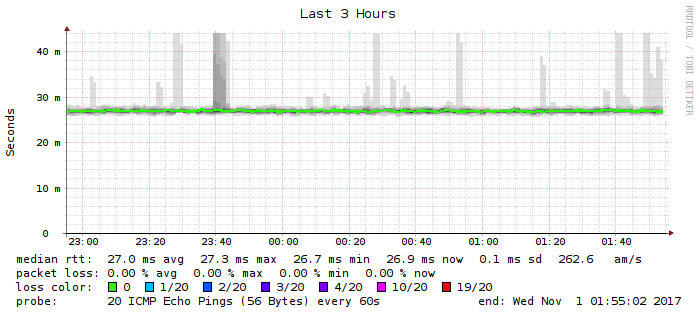 Last 3 Hours
RRDTOOL / TOBI OETIKER
Seconds
40 m
30 m
20 m
10 m
0
23:00 23:20 23:40 00:00 00:20 00:40 01:00 01:20 01:40
median rtt: 27.0 ms avg 27.3 ms max 26.7 ms min 26.9 ms now 0.1 ms sd 262.6 am/s
packet loss: 0.00 % avg 0.00 % max 0.00 % min 0.00 % now
loss color: 0 1/20 2/20 3/20 4/20 10/20 19/20
probe: 20 ICMP Echo Pings (56 Bytes) every 60s end: Wed Nov 1 01:55:02 2017